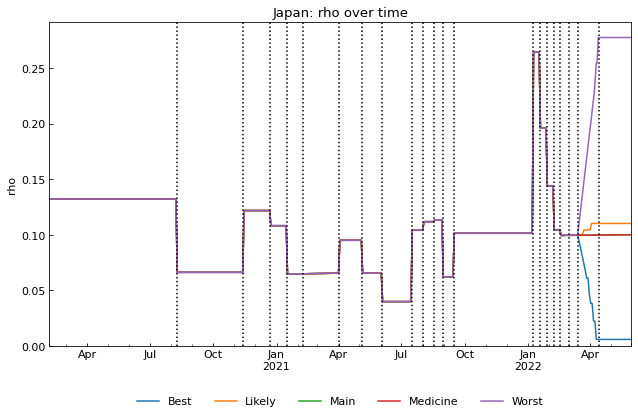 Japan: rho over time
rho
0.25
0.20
0.15
0.10
0.05
0.00
Apr Jul Oct Jan Apr Jul Oct Jan Apr
2021 2022
Best Likely Main Medicine Worst